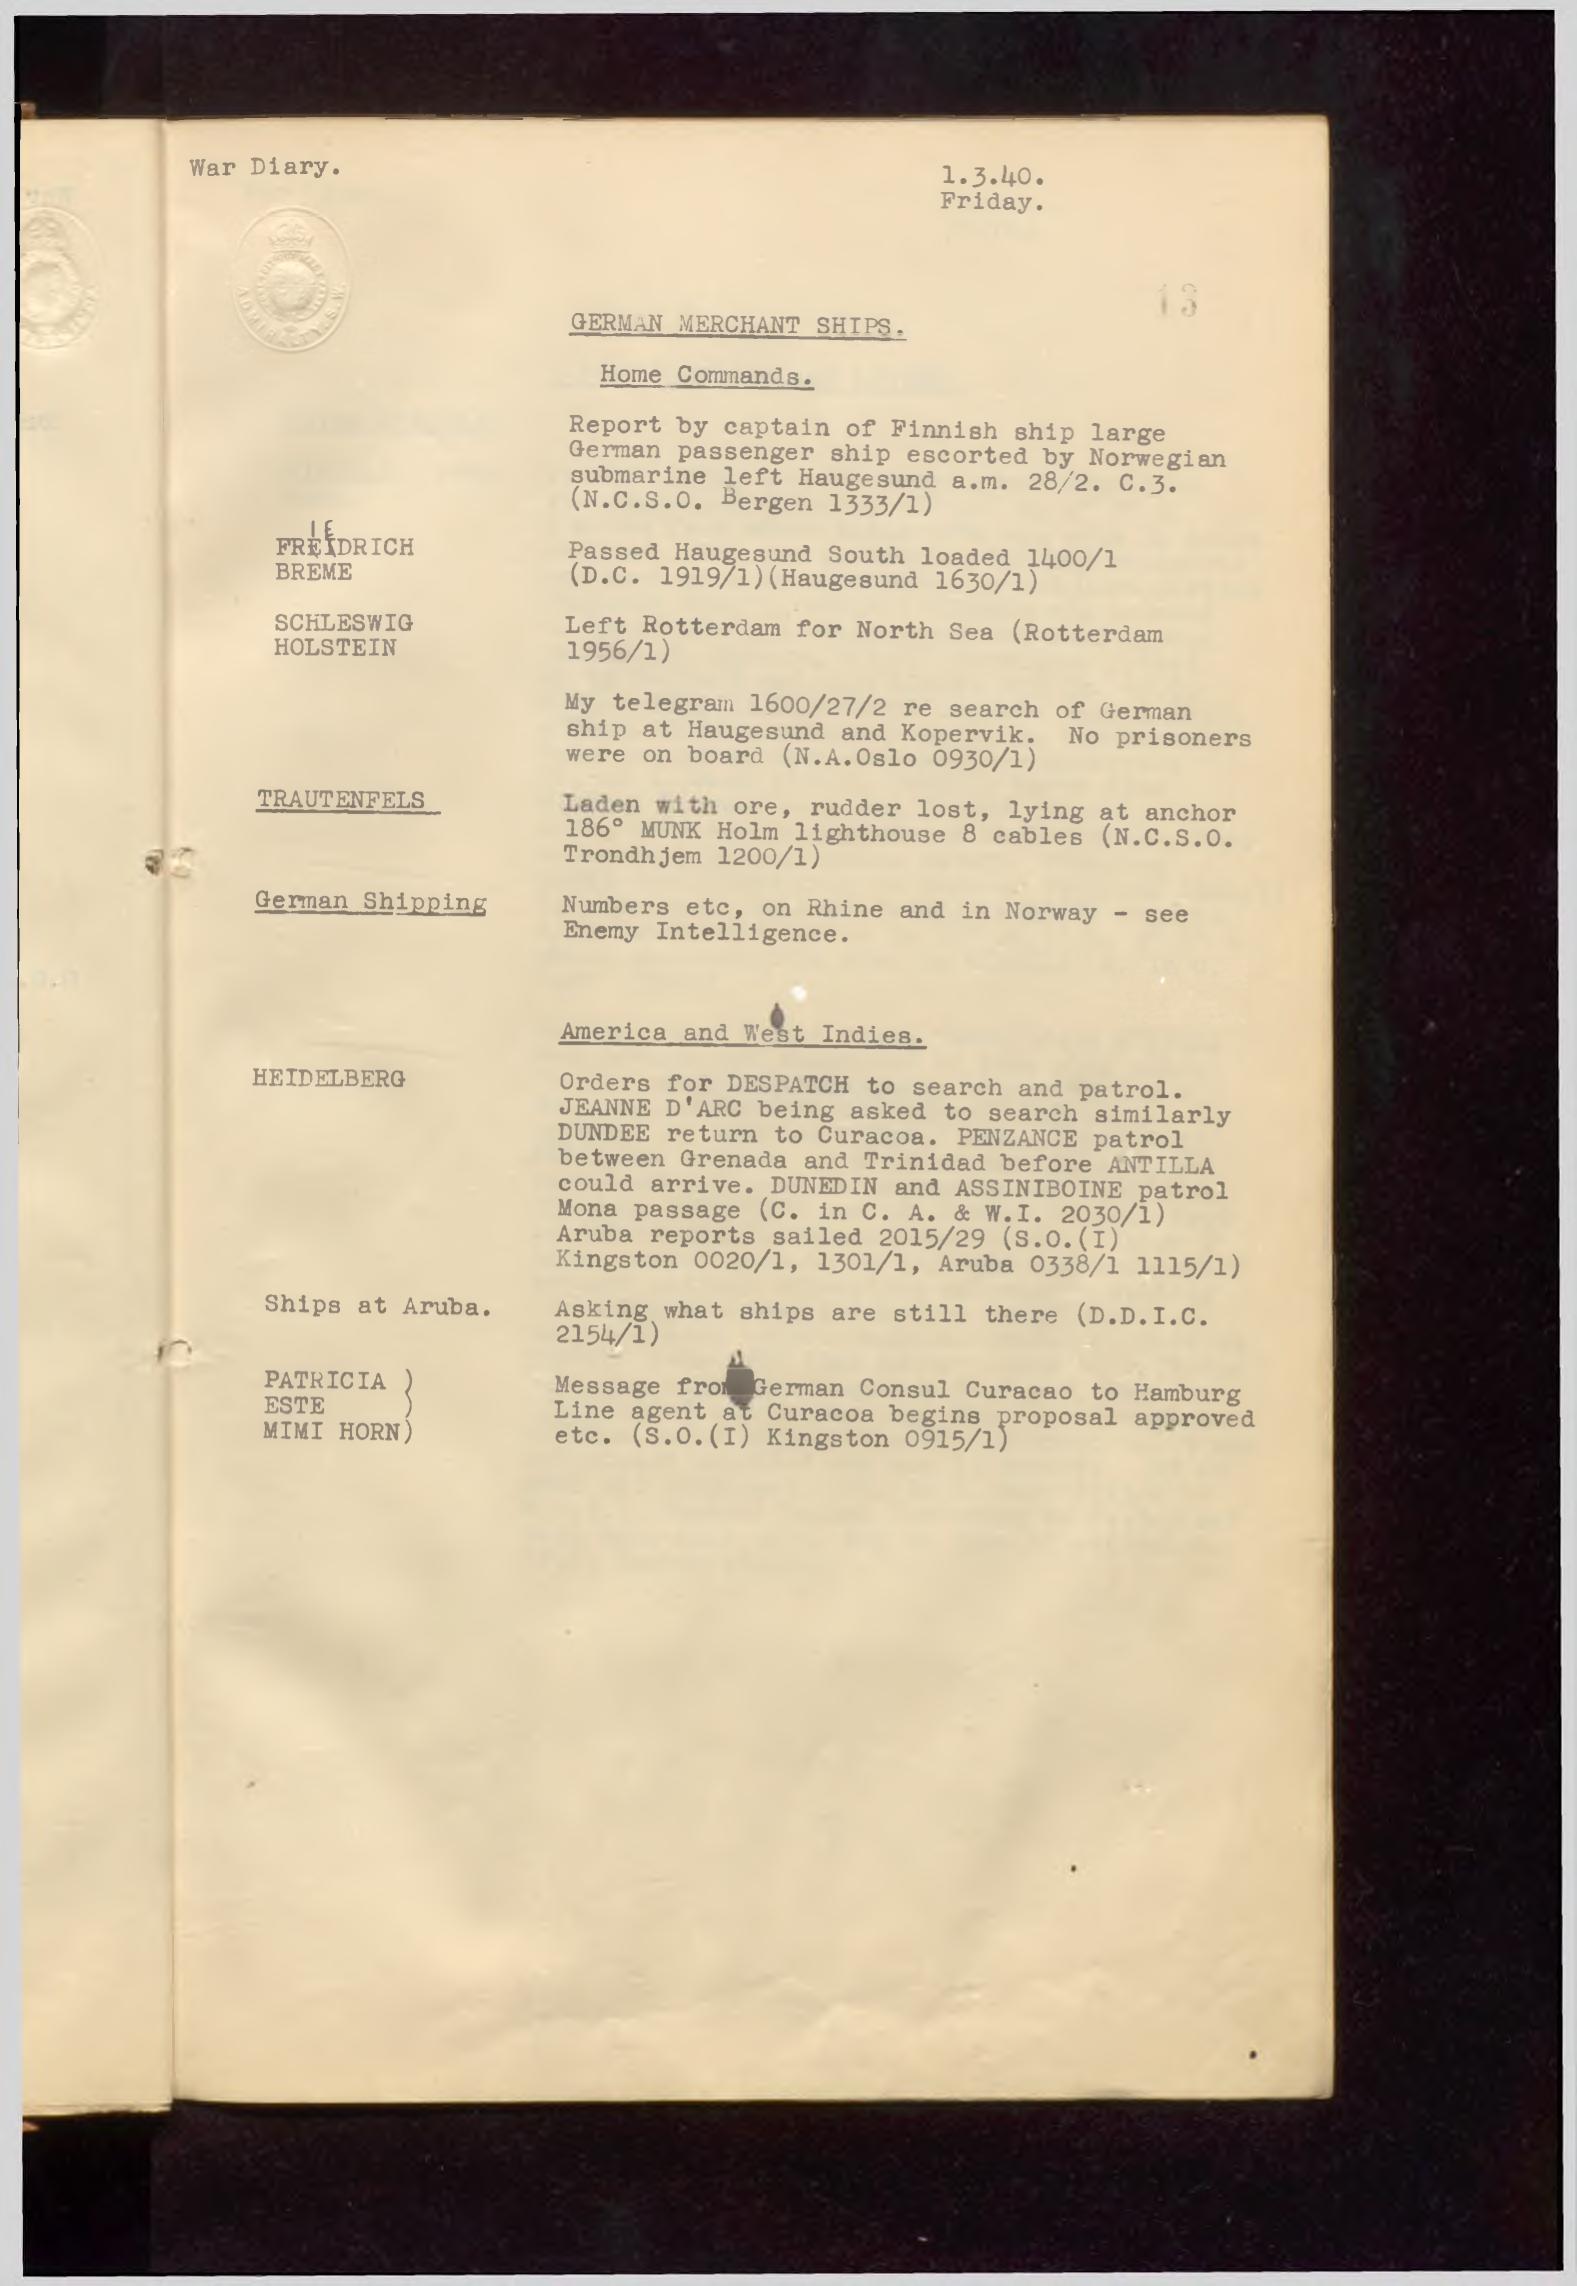 War Diary.
1.3.40.
Friday.
13
ADMIRALTY.S.W.
GERMAN MERCHANT SHIPS.
Home Commands.
Report by captain of Finnish ship large
German passenger ship escorted by Norwegian
submarine left Haugesund a.m. 28/2. C.3.
(N.C.S.O. Bergen 1333/1)
IE
FREIDRICH
BREME
Passed Haugesund South loaded 1400/1
(D.C. 1919/1)(Haugesund 1630/1)
SCHLESWIG
HOLSTEIN
Left Rotterdam for North Sea (Rotterdam
1956/1)
My telegram 1600/27/2 re search of German
ship at Haugesund and Kopervik. No prisoners
were on board (N.A.Oslo 0930/1)
TRAUTENFELS
Laden with ore, rudder lost, lying at anchor
186° MUNK Holm lighthouse 8 cables (N.C.S.O.
Trondhjem 1200/1)
German Shipping
Numbers etc, on Rhine and in Norway - see
Enemy Intelligence.
America and West Indies.
HEIDELBERG
Orders for DESPATCH to search and patrol.
JEANNE D'ARC being asked to search similarly
DUNDEE return to Curacoa. PENZANCE patrol
between Grenada and Trinidad before ANTILLA
could arrive. DUNEDIN and ASSINIBOINE patrol
Mona passage (C. in C. A. & W.I. 2030/1)
Aruba reports sailed 2015/29 (S.O.(I)
Kingston 0020/1, 1301/1, Aruba 0338/1 1115/1)
Ships at Aruba.
Asking what ships are still there (D.D.I.C.
2154/1)
PATRICIA )
ESTE )
MIMI HORN)
Message from German Consul Curacao to Hamburg
Line agent at Curacoa begins proposal approved
etc. (S.O.(I) Kingston 0915/1)